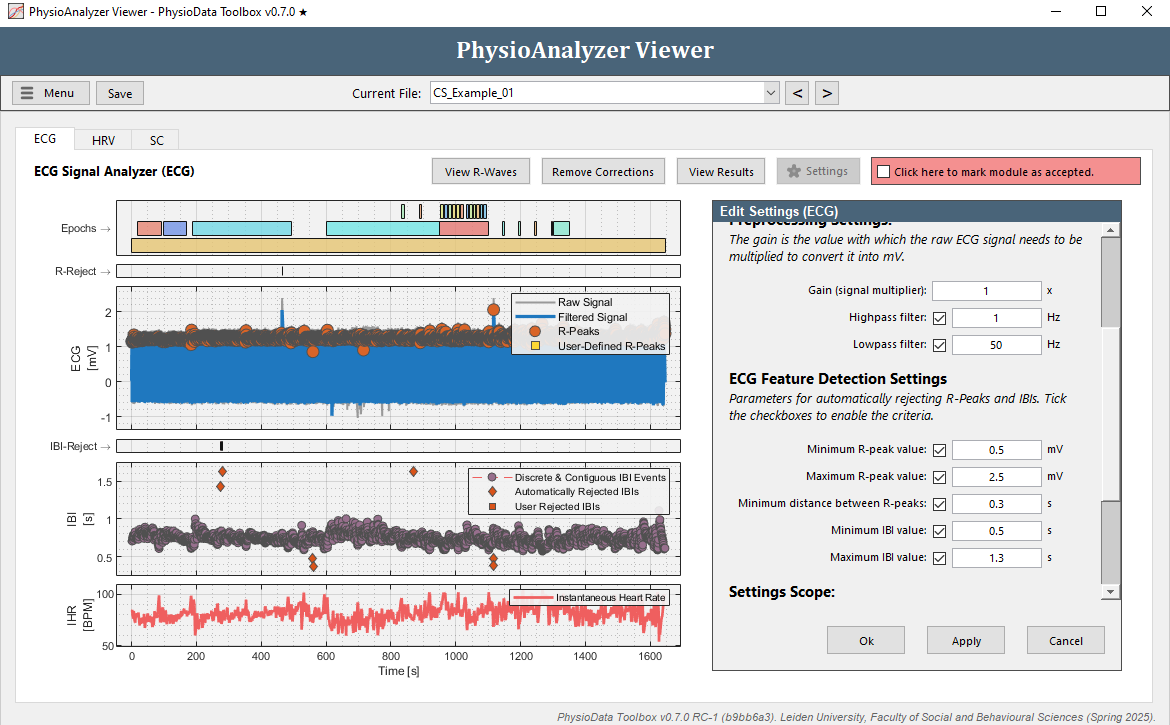 PhysioAnalyzer Viewer - PhysioData Toolbox v0.7.0 ★
PhysioAnalyzer Viewer
Menu
Save
Current File:
CS_Example_01
<
>
ECG
HRV
SC
ECG Signal Analyzer (ECG)
View R-Waves
Remove Corrections
View Results
Settings
Click here to mark module as accepted.
Epochs →
R-Reject →
ECG
[mV]
2
1
0
-1
Raw Signal
Filtered Signal
R-Peaks
User-Defined R-Peaks
IBI-Reject →
IBI
[s]
1.5
1
0.5
Discrete & Contiguous IBI Events
Automatically Rejected IBIs
User Rejected IBIs
IHR
[BPM]
100
50
Instantaneous Heart Rate
0 200 400 600 800 1000 1200 1400 1600
Time [s]
Edit Settings (ECG)
Preprocessing Settings:
The gain is the value with which the raw ECG signal needs to be
multiplied to convert it into mV.
Gain (signal multiplier): 1 x
Highpass filter: 1 Hz
Lowpass filter: 50 Hz
ECG Feature Detection Settings
Parameters for automatically rejecting R-Peaks and IBIs. Tick
the checkboxes to enable the criteria.
Minimum R-peak value: 0.5 mV
Maximum R-peak value: 2.5 mV
Minimum distance between R-peaks: 0.3 s
Minimum IBI value: 0.5 s
Maximum IBI value: 1.3 s
Settings Scope:
Ok
Apply
Cancel
PhysioData Toolbox v0.7.0 RC-1 (b9bb6a3). Leiden University, Faculty of Social and Behavioural Sciences (Spring 2025).